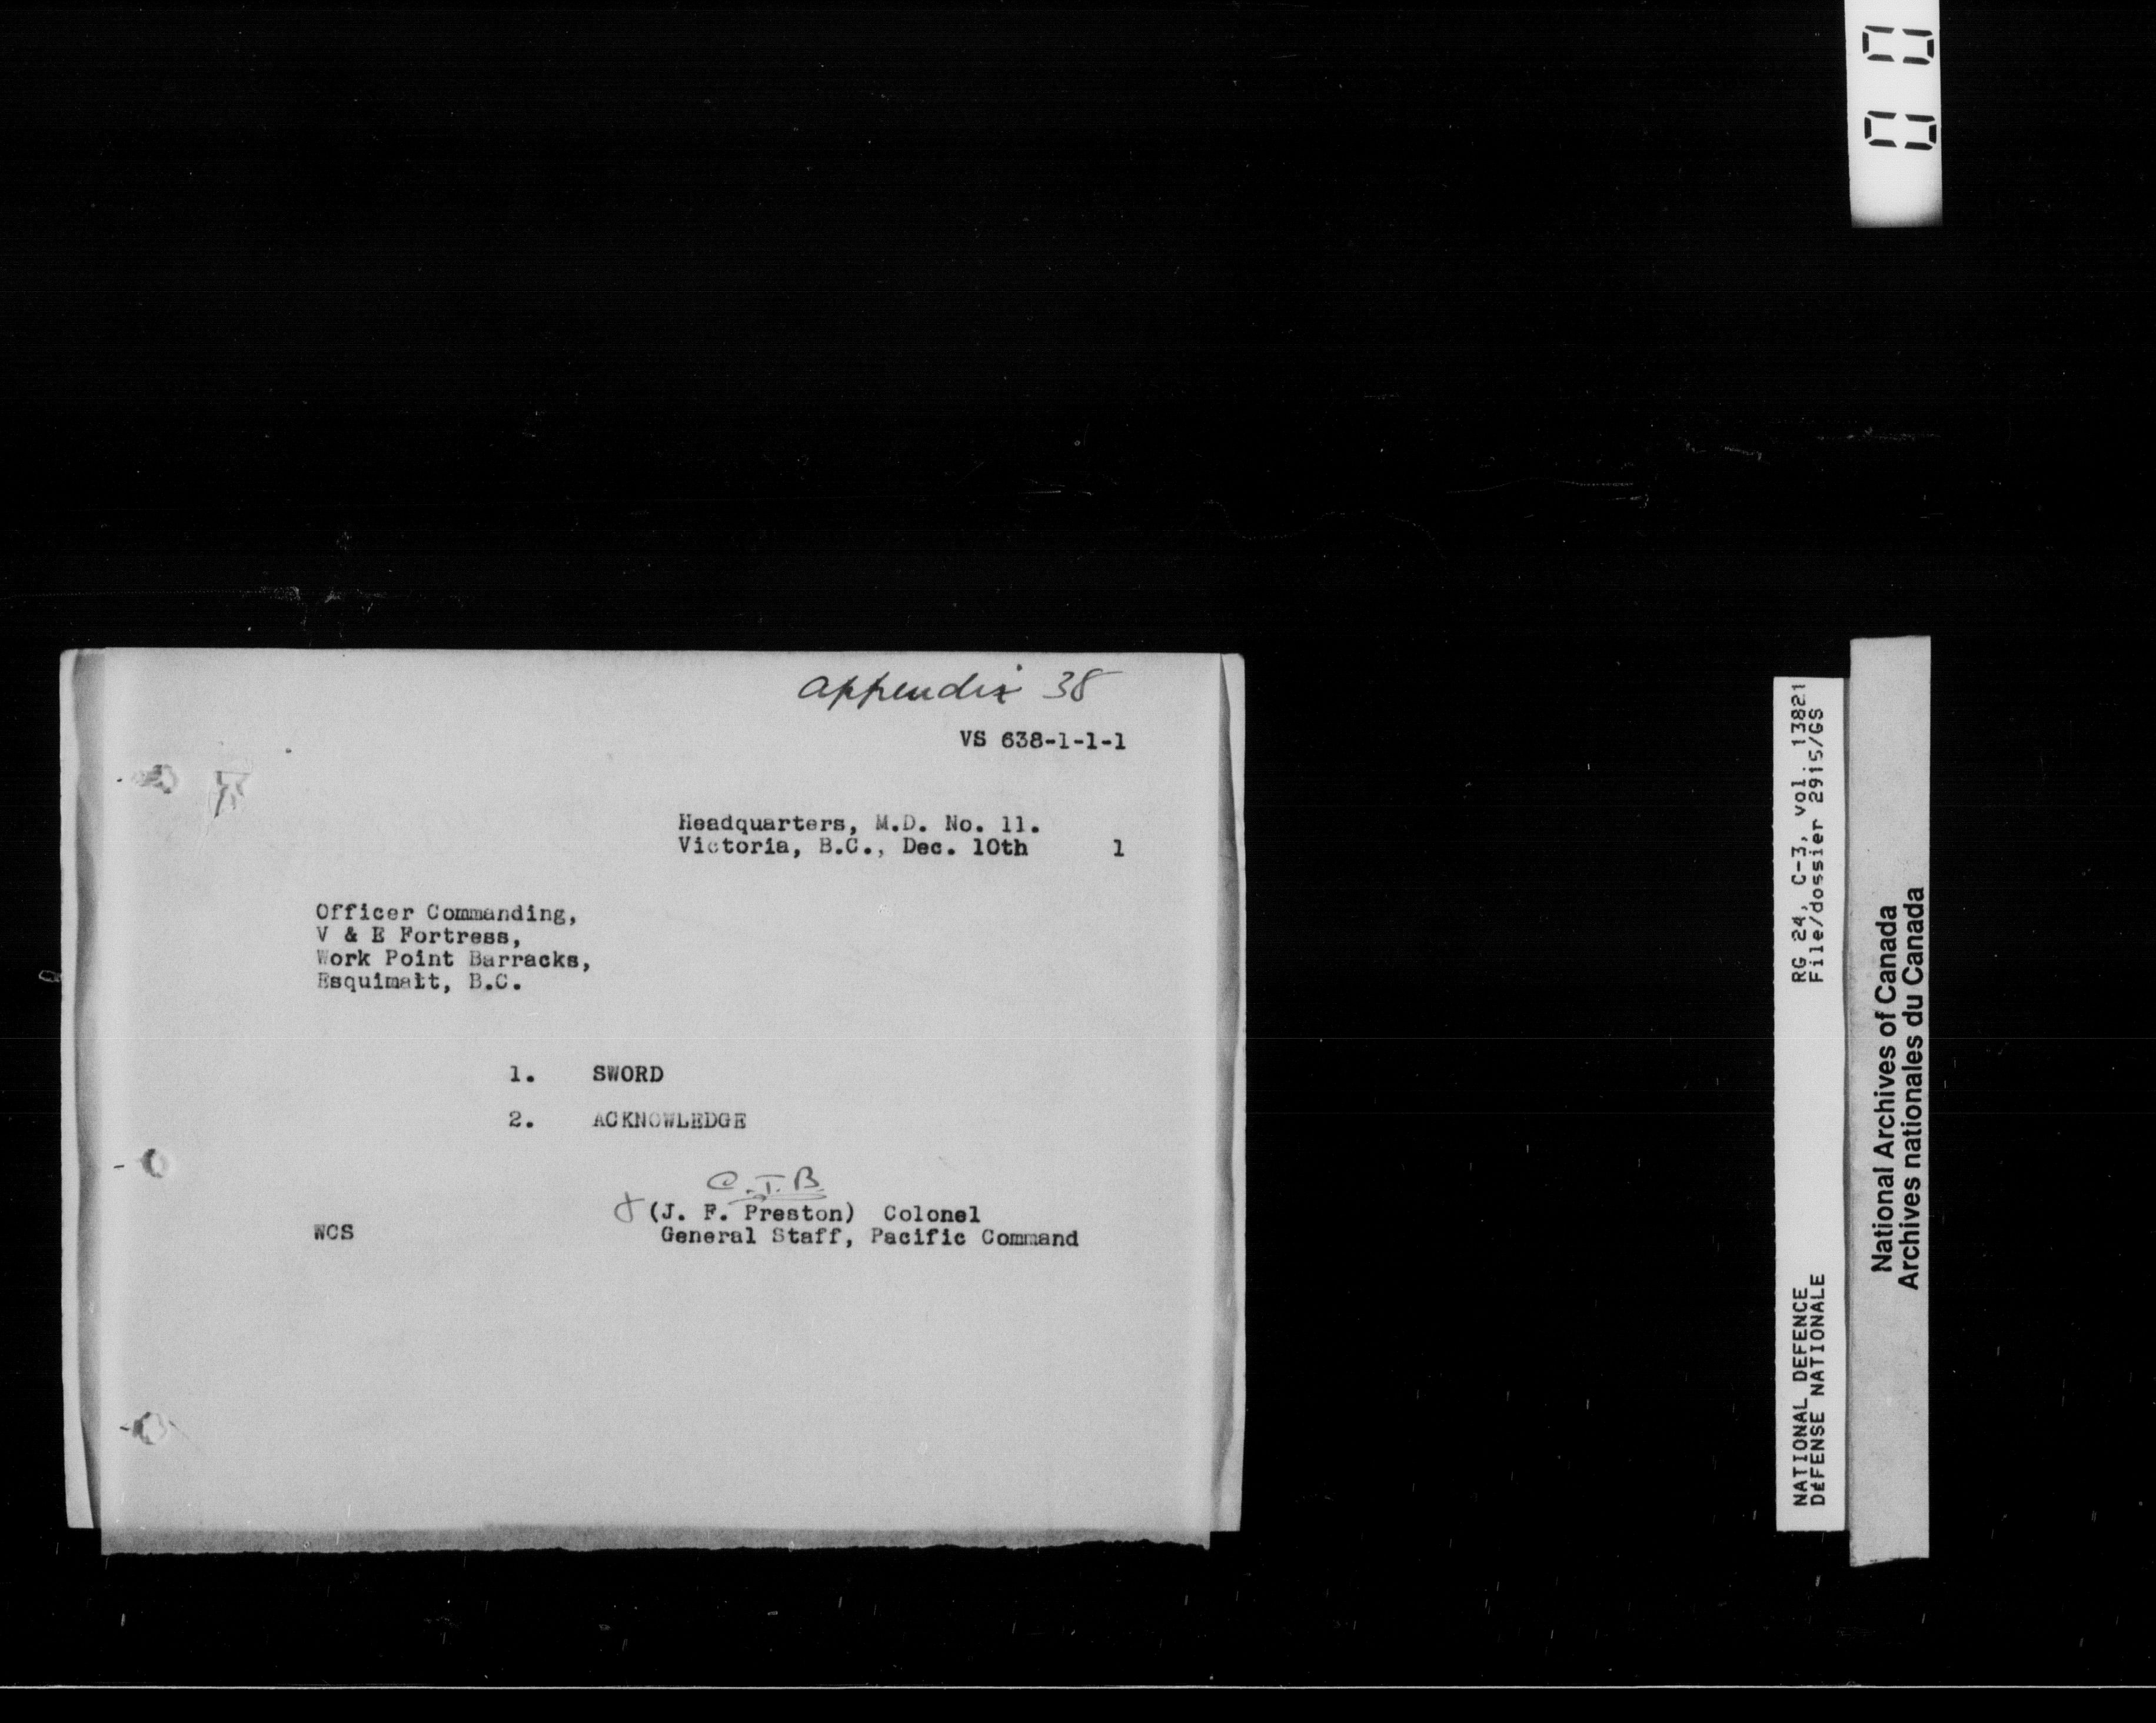 appendix 38
VS 638-1-1-1
Headquarters, M.D. No. 11.
Victoria, B.C., Dec. 10th 1
Officer Commanding,
V & E Fortress,
Work Point Barracks,
Esquimalt, B.C.
1. SWORD
2. ACKNOWLEDGE
C.T.B
(J. F. Preston) Colonel
WCS General Staff, Pacific Command
RG 24, C-3, vol. 13821
File/dossier 2915/GS
NATIONAL DEFENCE
DÉFENSE NATIONALE
National Archives of Canada
Archives nationales du Canada